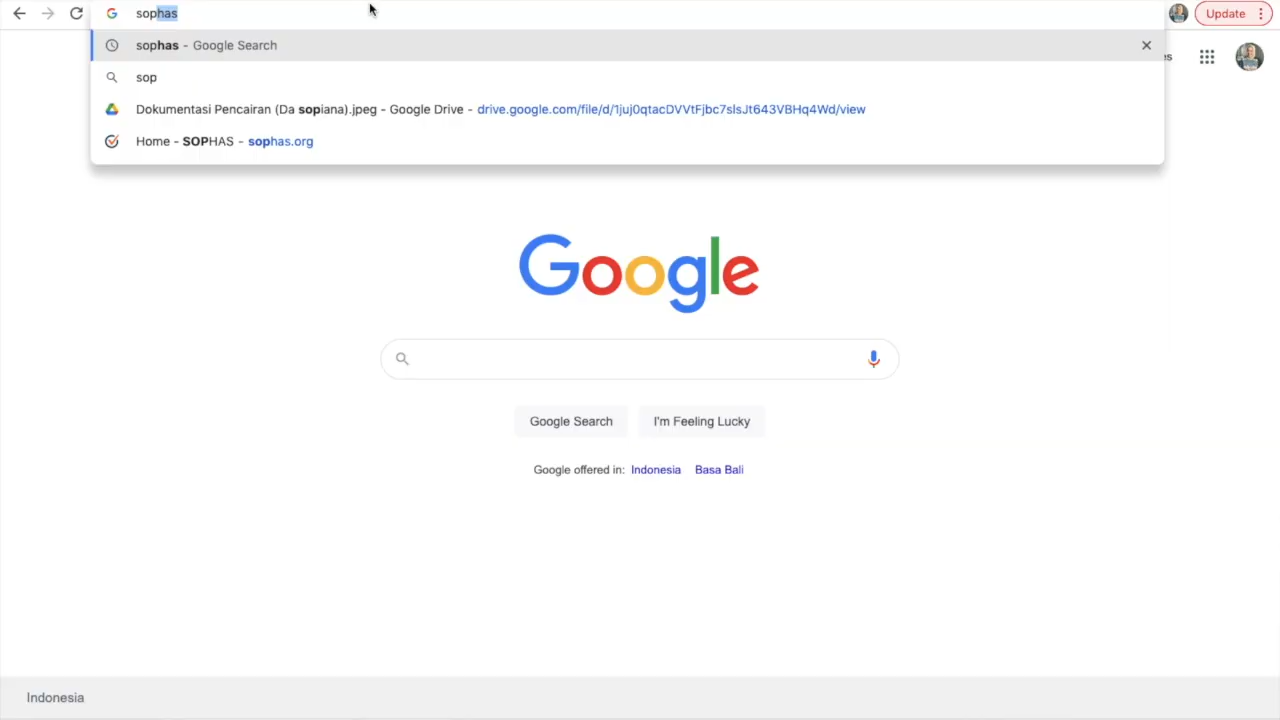 sophas
Update
sophas - Google Search
sop
es
Dokumentasi Pencairan (Da sopiana).jpeg - Google Drive - drive.google.com/file/d/1juj0qtacDVVtFjbc7slsJt643VBHq4Wd/view
Home - SOPHAS - sophas.org
Google
Google Search
I'm Feeling Lucky
Google offered in: Indonesia Basa Bali
Indonesia